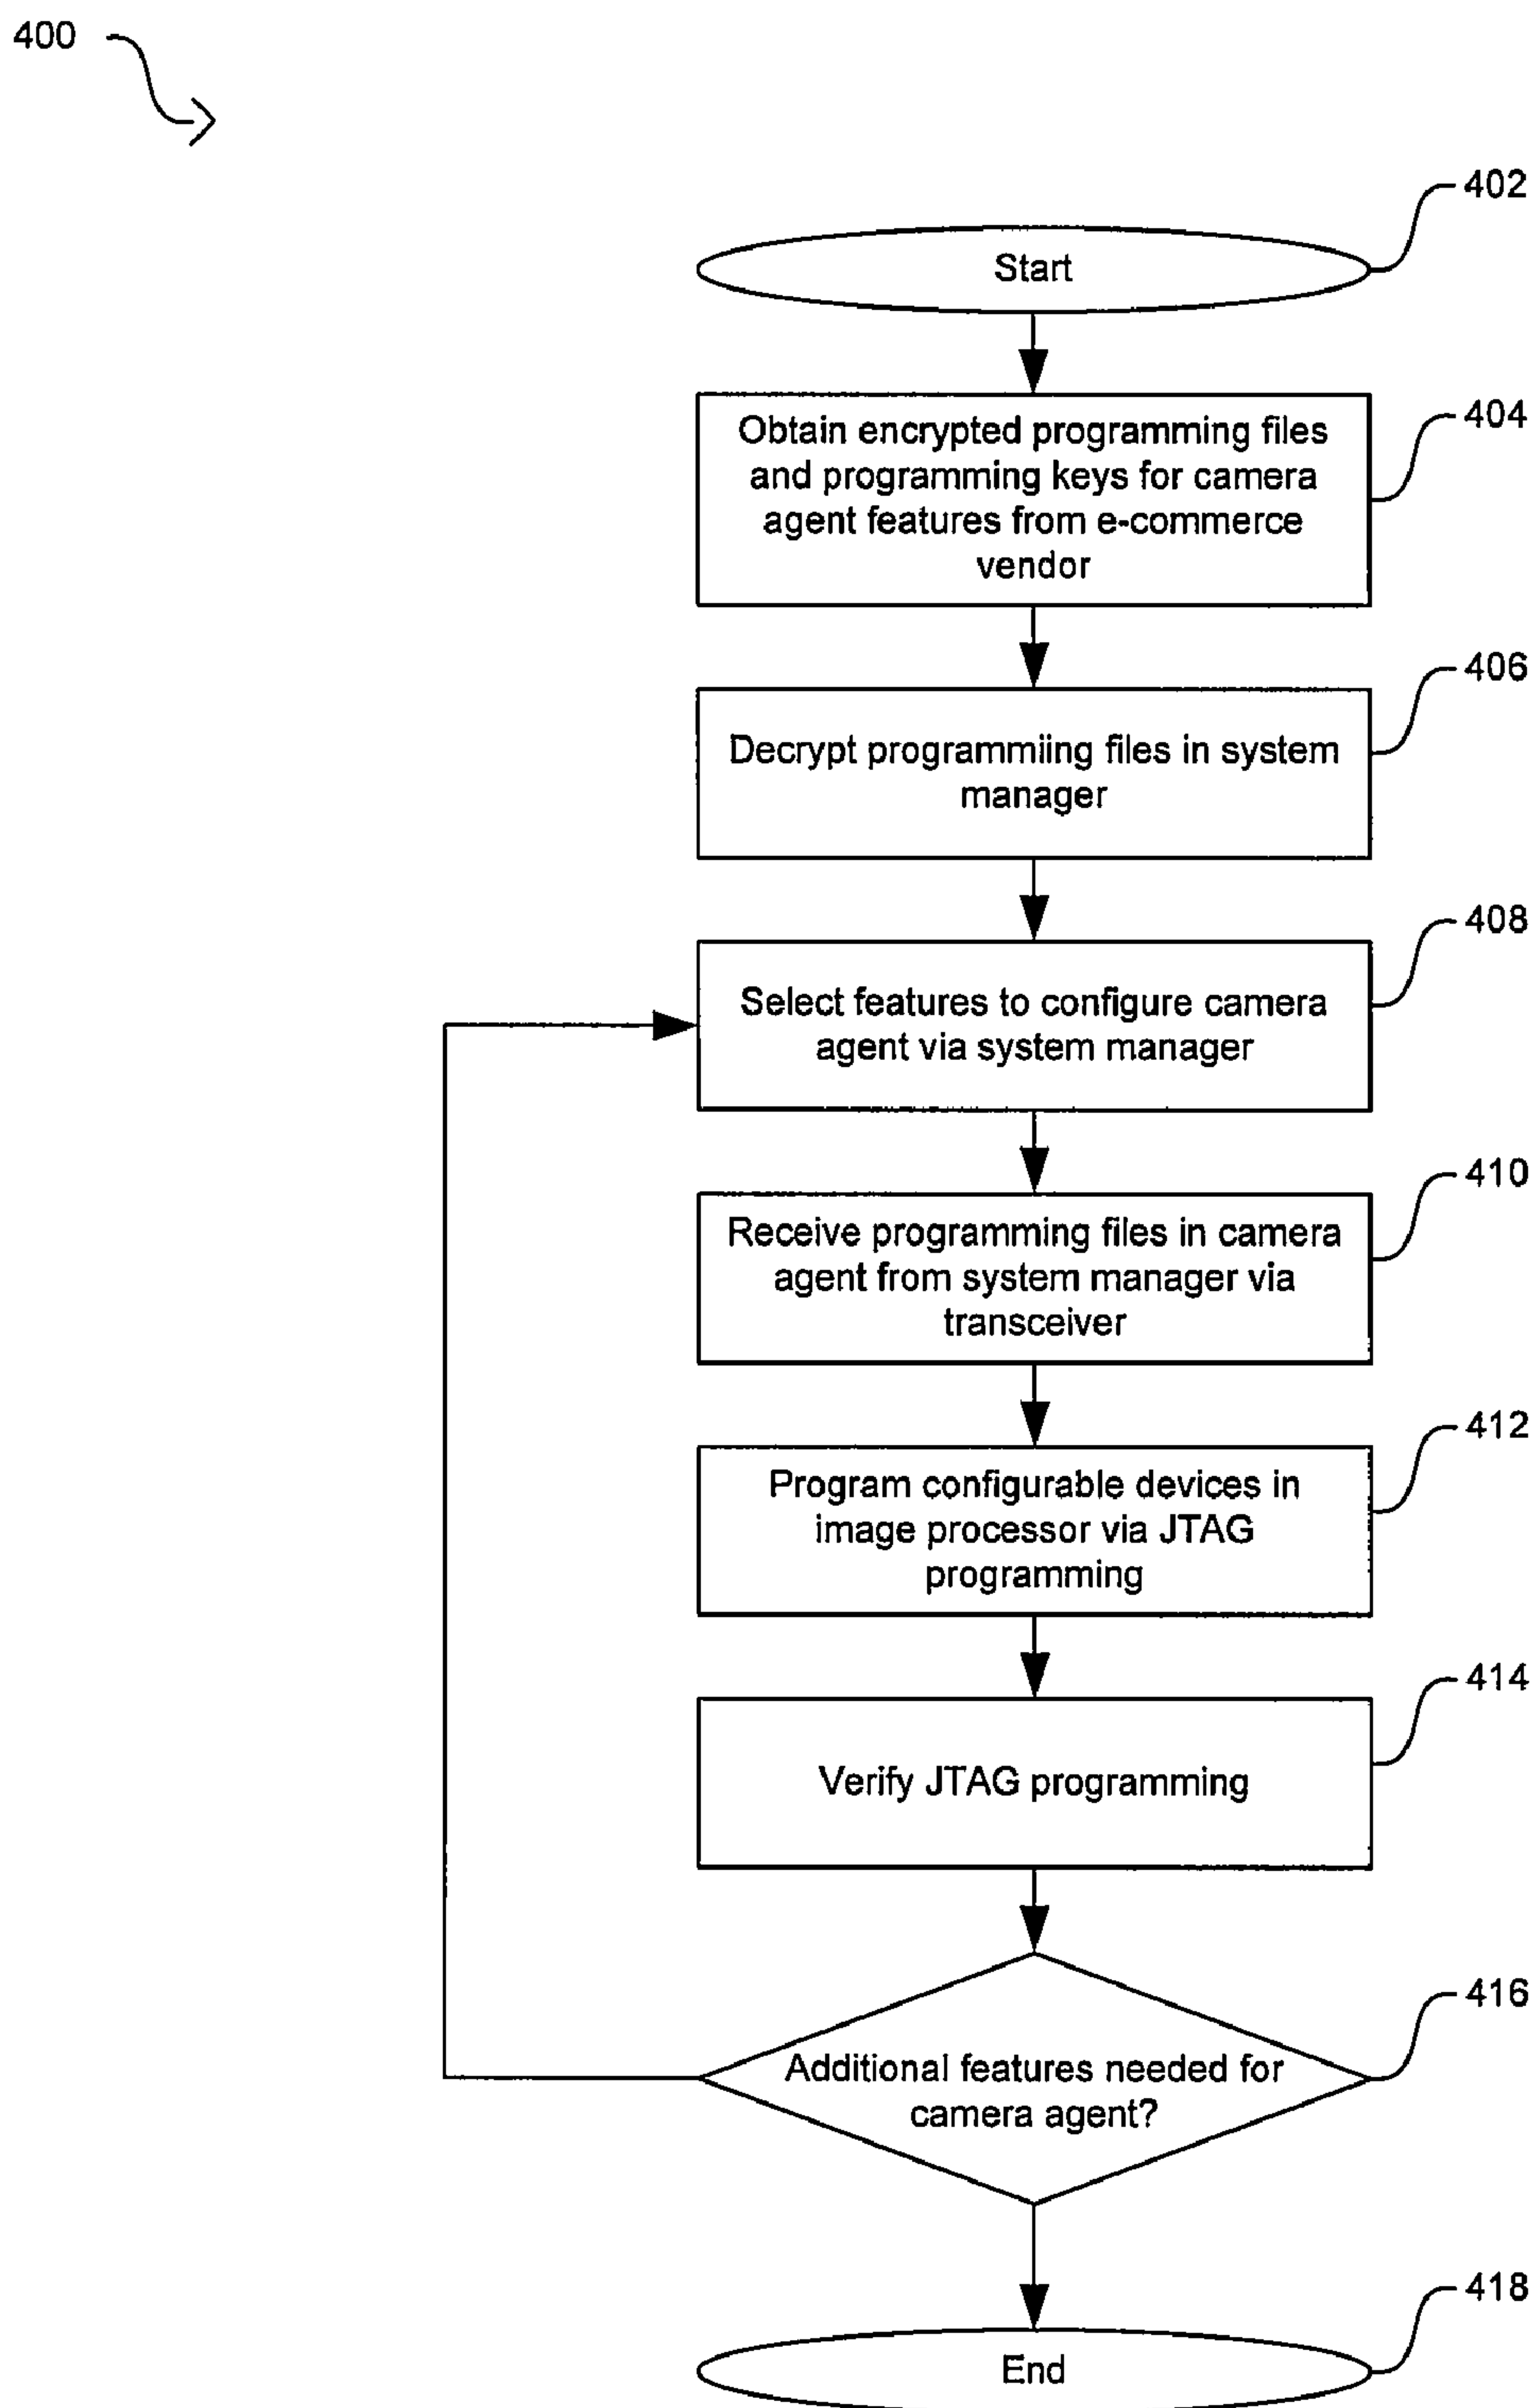 400
402
Start
404
Obtain encrypted programming files
and programming keys for camera
agent features from e-commerce
vendor
406
Decrypt programmiing files in system
manager
408
Select features to configure camera
agent via system manager
410
Receive programming files in camera
agent from system manager via
transceiver
412
Program configurable devices in
image processor via JTAG
programming
414
Verify JTAG programming
416
Additional features needed for
camera agent?
418
End